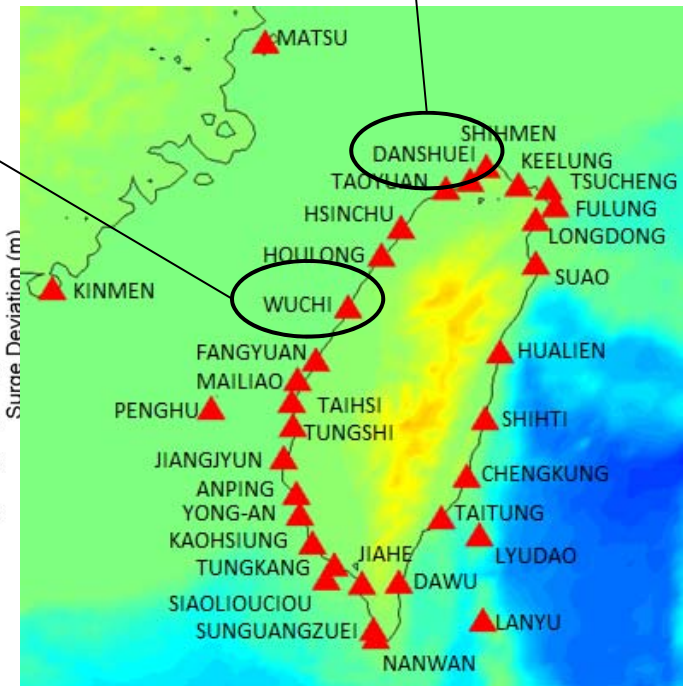 MATSU
SHIHMEN
DANSHUEI
KEELUNG
TAOYUAN
TSUCHENG
HSINCHU
FULUNG
LONGDONG
HOULONG
SUAO
KINMEN
WUCHI
Surge Deviation (m)
FANGYUAN
HUALIEN
MAILIAO
PENGHU
TAIHSI
SHIHTI
TUNGSHI
JIANGJYUN
CHENGKUNG
ANPING
YONG-AN
TAITUNG
KAOHSIUNG
JIAHE
LYUDAO
TUNGKANG
DAWU
SIAOLIOUCIOU
LANYU
SUNGUANGZUEI
NANWAN